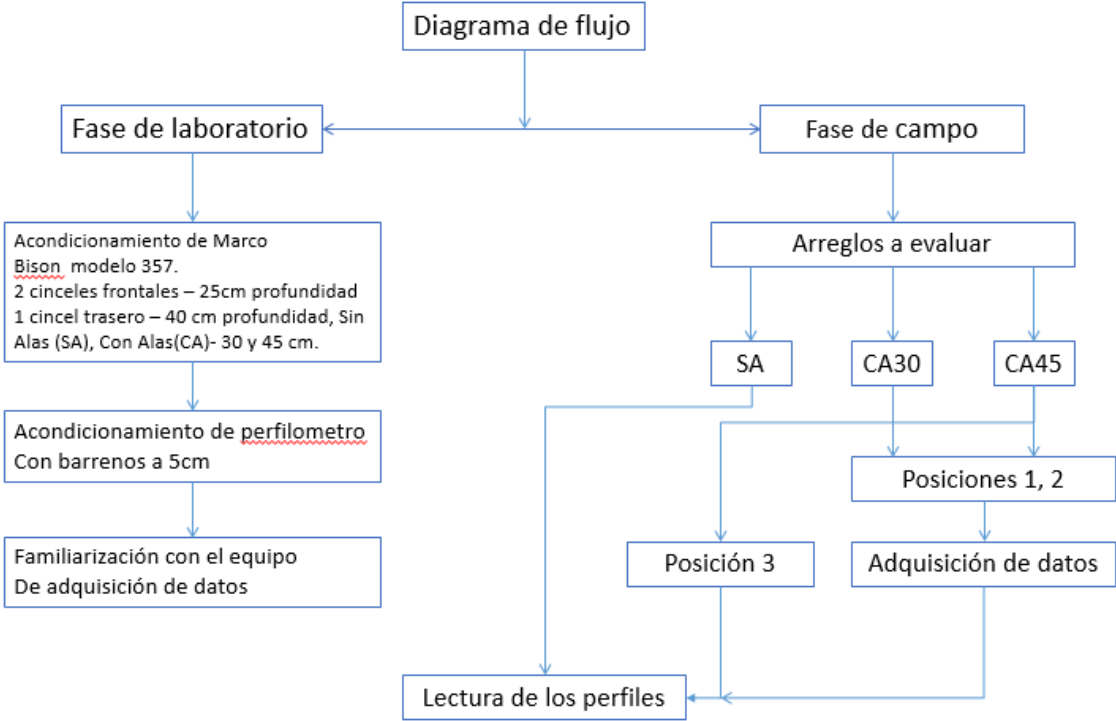 Diagrama de flujo
Fase de laboratorio
Fase de campo
Acondicionamiento de Marco
Bison modelo 357.
2 cinceles frontales – 25cm profundidad
1 cincel trasero – 40 cm profundidad, Sin
Alas (SA), Con Alas(CA)- 30 y 45 cm.
Acondicionamiento de perfilometro
Con barrenos a 5cm
Familiarización con el equipo
De adquisición de datos
Arreglos a evaluar
SA
CA30
CA45
Posiciones 1, 2
Posición 3
Adquisición de datos
Lectura de los perfiles